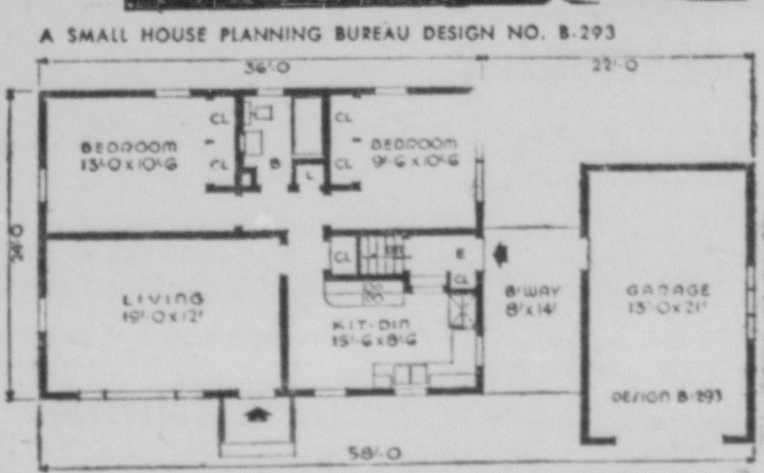 A SMALL HOUSE PLANNING BUREAU DESIGN NO. B-293
36'-0
22'-0
BEDROOM
13'-0 X 10'-6
CL
CL
B
L
CL
CL
BEDROOM
9'-6 X 10'-6
24'-0
LIVING
19'-0 X 12'
CL
E
CL
KIT-DIN
15'-6 X 8'-6
B'WAY
8' X 14'
GARAGE
13'-0 X 21'
DESIGN B-293
58'-0